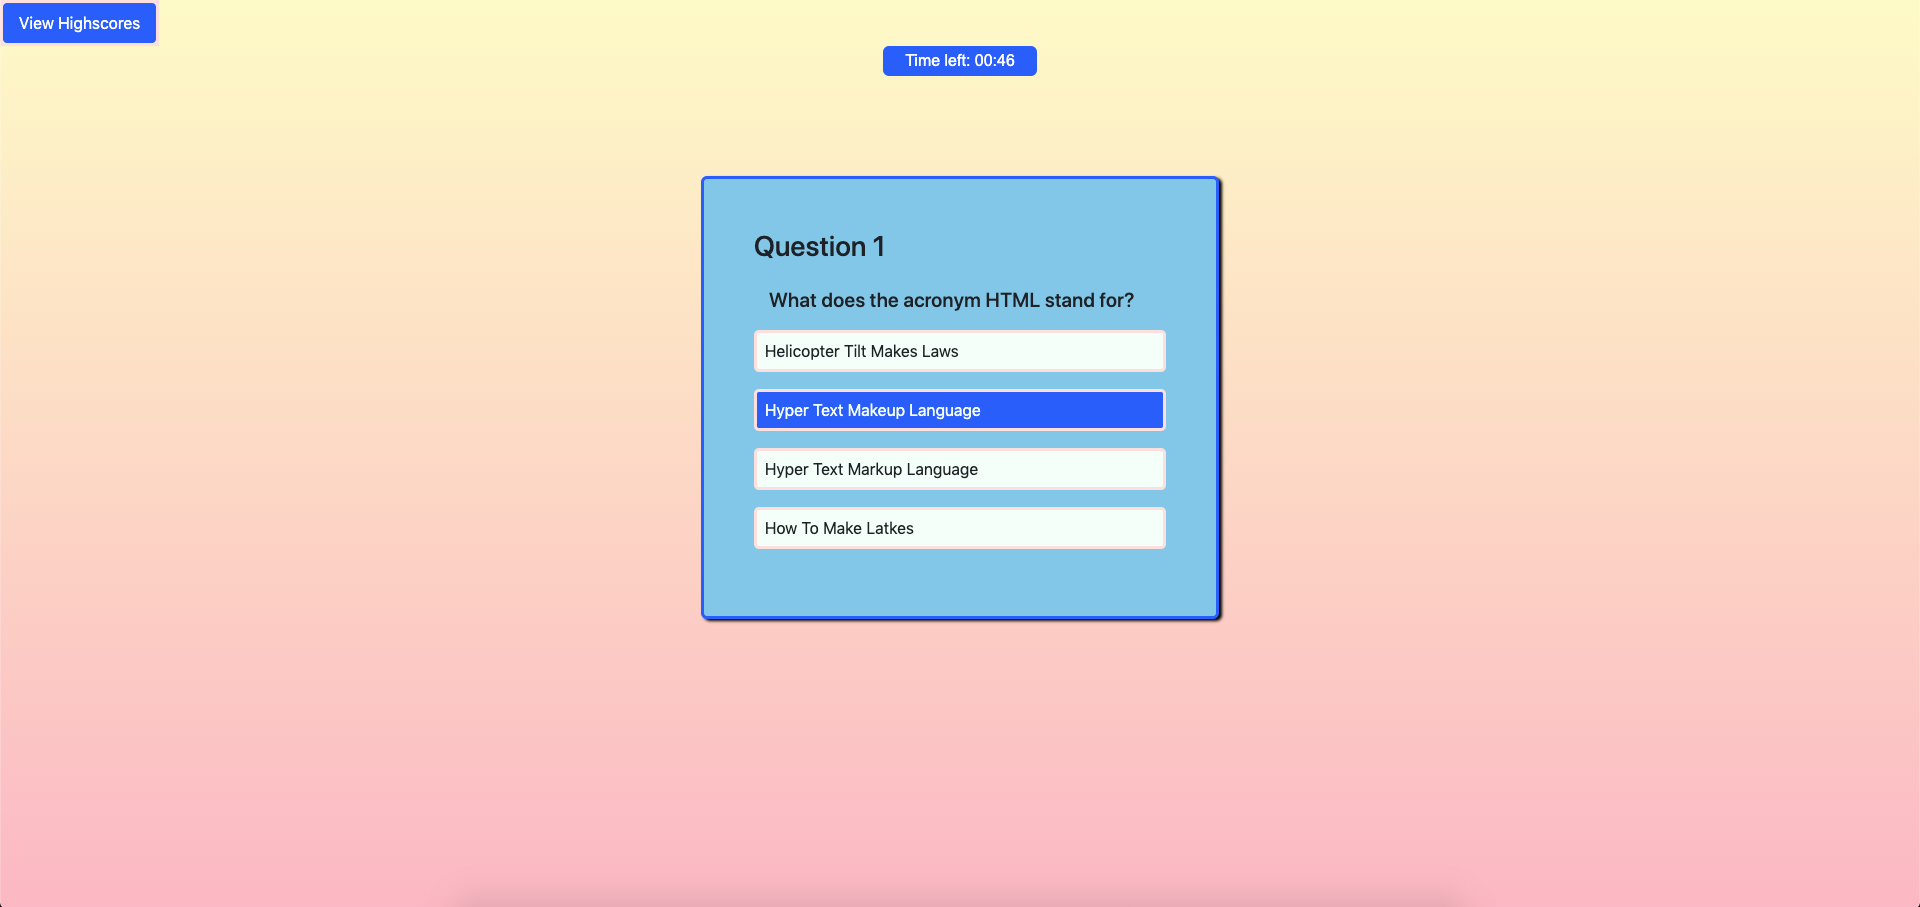 View Highscores
Time left: 00:46
Question 1
What does the acronym HTML stand for?
Helicopter Tilt Makes Laws
Hyper Text Makeup Language
Hyper Text Markup Language
How To Make Latkes